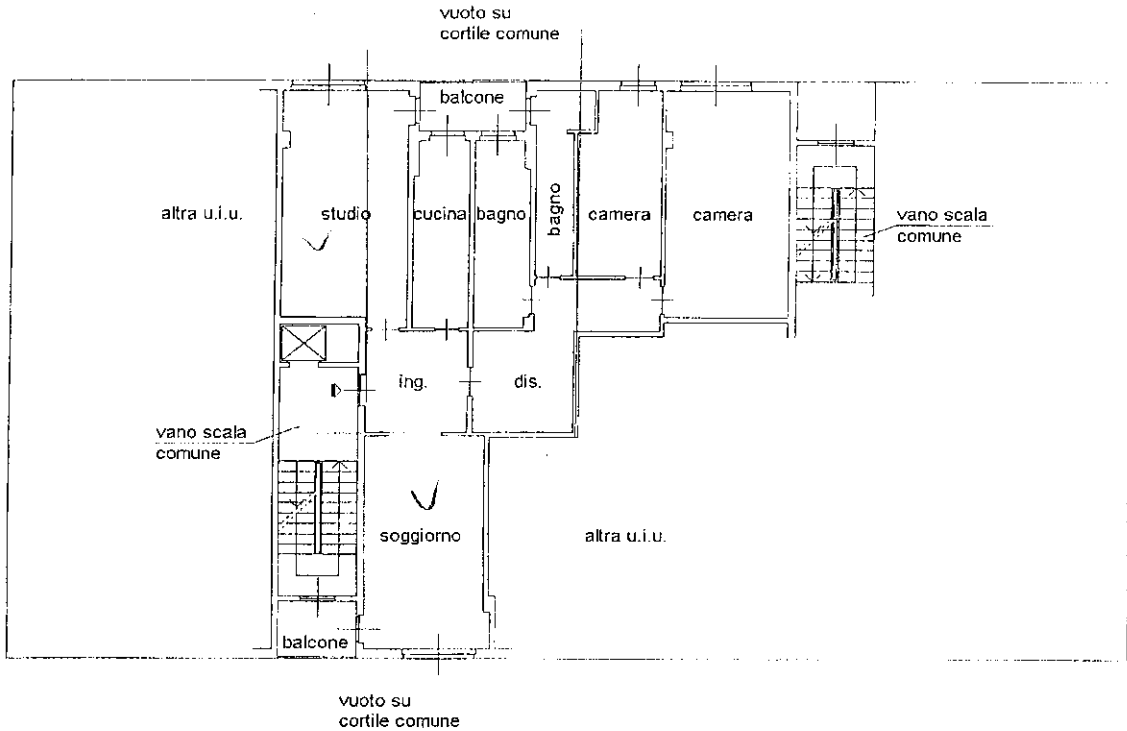 vuoto su
cortile comune
balcone
altra u.i.u.
studio
cucina
bagno
bagno
camera
camera
vano scala
comune
ing.
dis.
vano scala
comune
soggiorno
altra u.i.u.
balcone
vuoto su
cortile comune